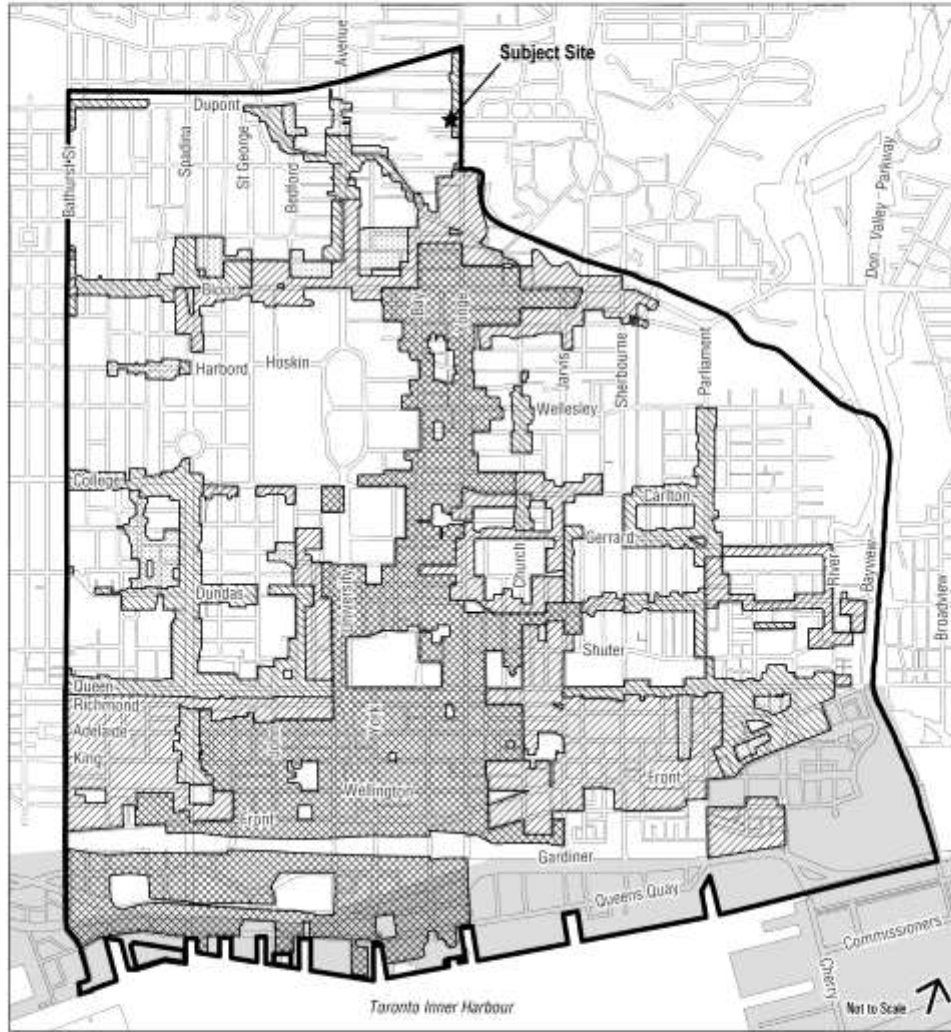 Avenue
Subject Site
Dupont
Bathurst St
Spadina
St George
Bedford
Don Valley Parkway
Bloor
Bay
Yonge
Harbord
Hoskin
Jarvis
Sherbourne
Parliament
Wellesley
College
Carlton
Gerrard
Church
University
Dundas
River
Bayview
Broadview
Shuter
Queen
Richmond
Adelaide
King
York
Front
Wellington
Front
Gardiner
Queens Quay
Commissioners
Cherry
Toronto Inner Harbour
Not to Scale